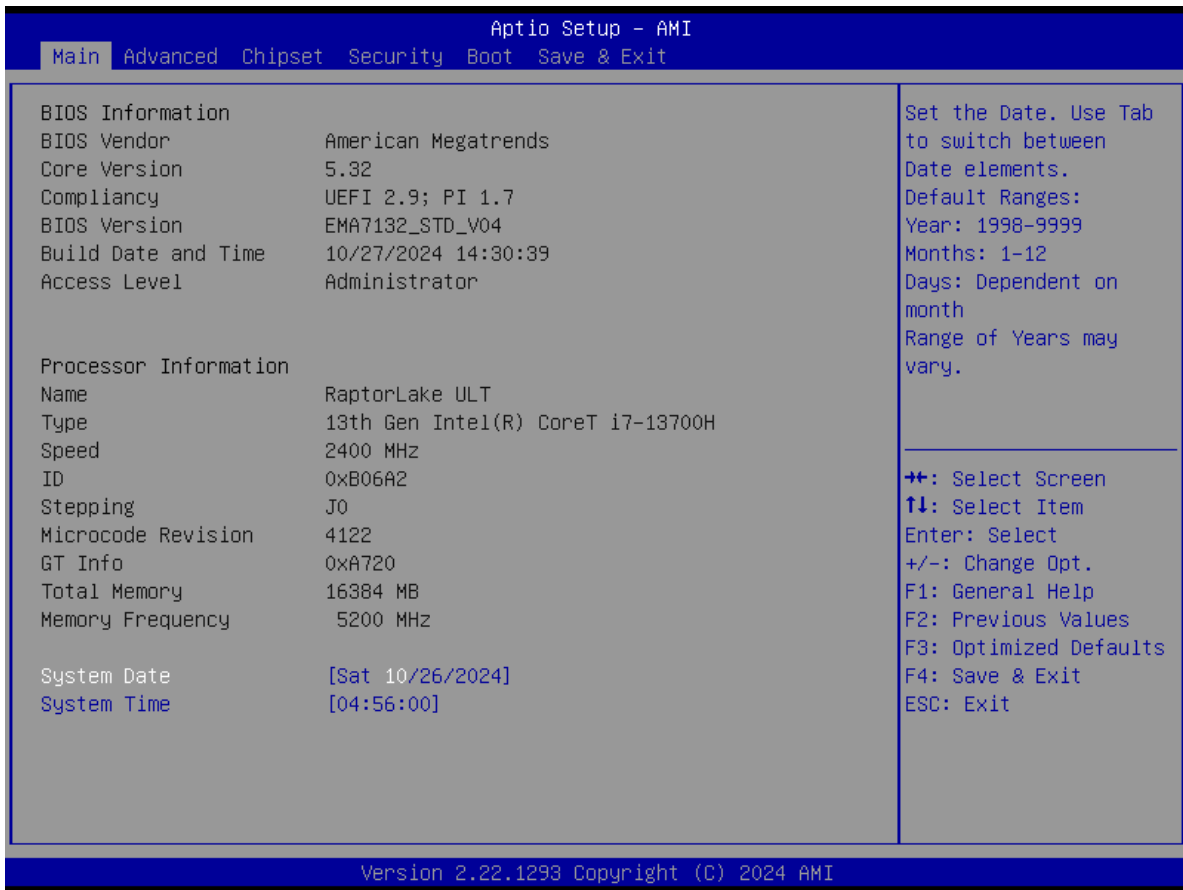 Aptio Setup - AMI
Main Advanced Chipset Security Boot Save & Exit
BIOS Information
BIOS Vendor American Megatrends
Core Version 5.32
Compliancy UEFI 2.9; PI 1.7
BIOS Version EMA7132_STD_V04
Build Date and Time 10/27/2024 14:30:39
Access Level Administrator
Processor Information
Name RaptorLake ULT
Type 13th Gen Intel(R) CoreT i7-13700H
Speed 2400 MHz
ID 0xB06A2
Stepping J0
Microcode Revision 4122
GT Info 0xA720
Total Memory 16384 MB
Memory Frequency 5200 MHz
System Date [Sat 10/26/2024]
System Time [04:56:00]
Set the Date. Use Tab
to switch between
Date elements.
Default Ranges:
Year: 1998-9999
Months: 1-12
Days: Dependent on
month
Range of Years may
vary.
→←: Select Screen
↑↓: Select Item
Enter: Select
+/-: Change Opt.
F1: General Help
F2: Previous Values
F3: Optimized Defaults
F4: Save & Exit
ESC: Exit
Version 2.22.1293 Copyright (C) 2024 AMI